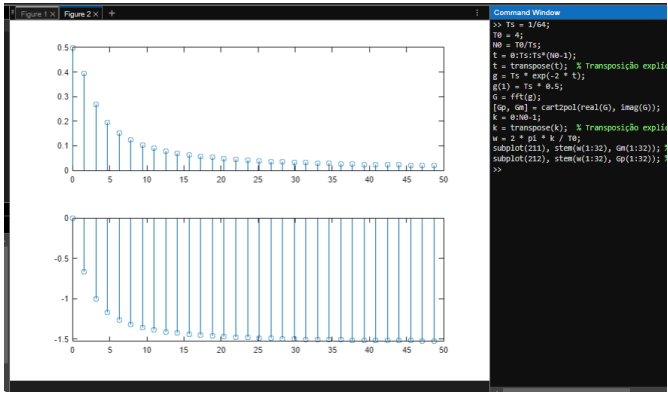 Figure 1 × Figure 2 × +
Command Window
>> Ts = 1/64;
T0 = 4;
N0 = T0/Ts;
t = 0:Ts:Ts*(N0-1);
t = transpose(t); % Transposição explíc
g = Ts * exp(-2 * t);
g(1) = Ts * 0.5;
G = fft(g);
[Gp, Gm] = cart2pol(real(G), imag(G));
k = 0:N0-1;
k = transpose(k); % Transposição explíc
w = 2 * pi * k / T0;
subplot(211), stem(w(1:32), Gm(1:32)); %
subplot(212), stem(w(1:32), Gp(1:32)); %
>>
0.5
0.4
0.3
0.2
0.1
0
0 5 10 15 20 25 30 35 40 45 50
0
-0.5
-1
-1.5
0 5 10 15 20 25 30 35 40 45 50